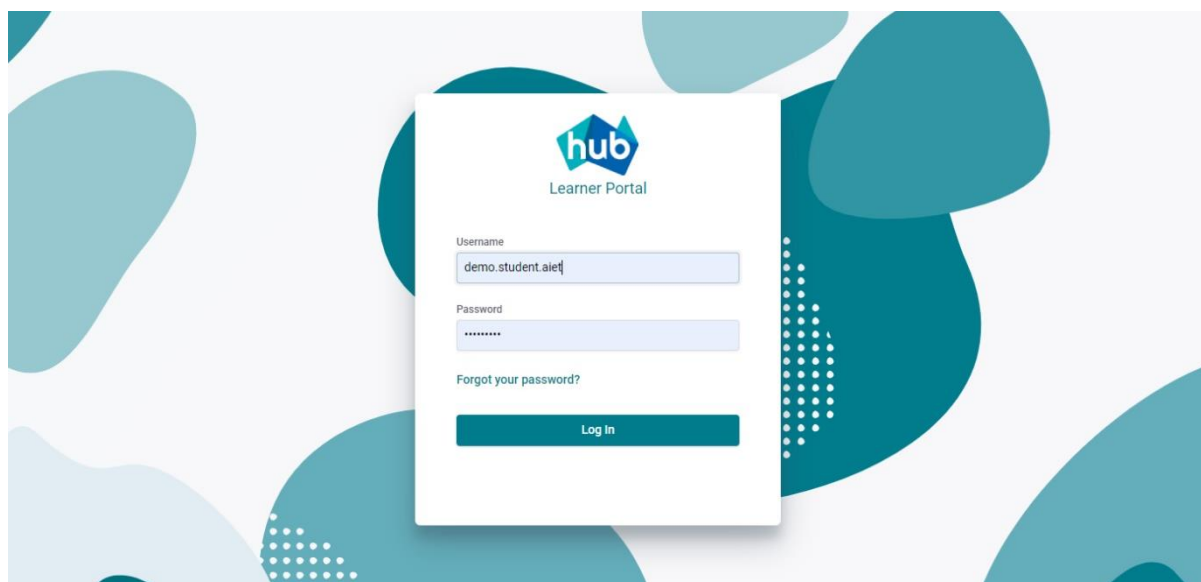 hub
Learner Portal
Username
demo.student.aiet
Password
•••••••••
Forgot your password?
Log In